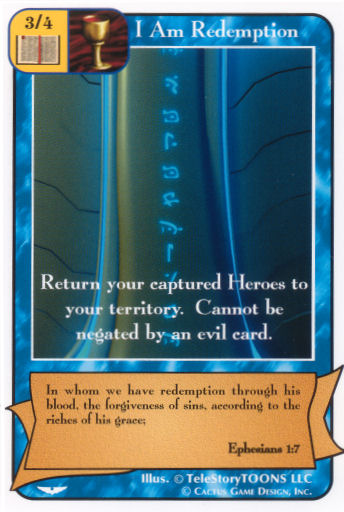 3/4
I Am Redemption
Return your captured Heroes to
your territory. Cannot be
negated by an evil card.
In whom we have redemption through his
blood, the forgiveness of sins, according to the
riches of his grace;
Ephesians 1:7
Illus. © TeleStoryTOONS LLC
© Cactus Game Design, Inc.